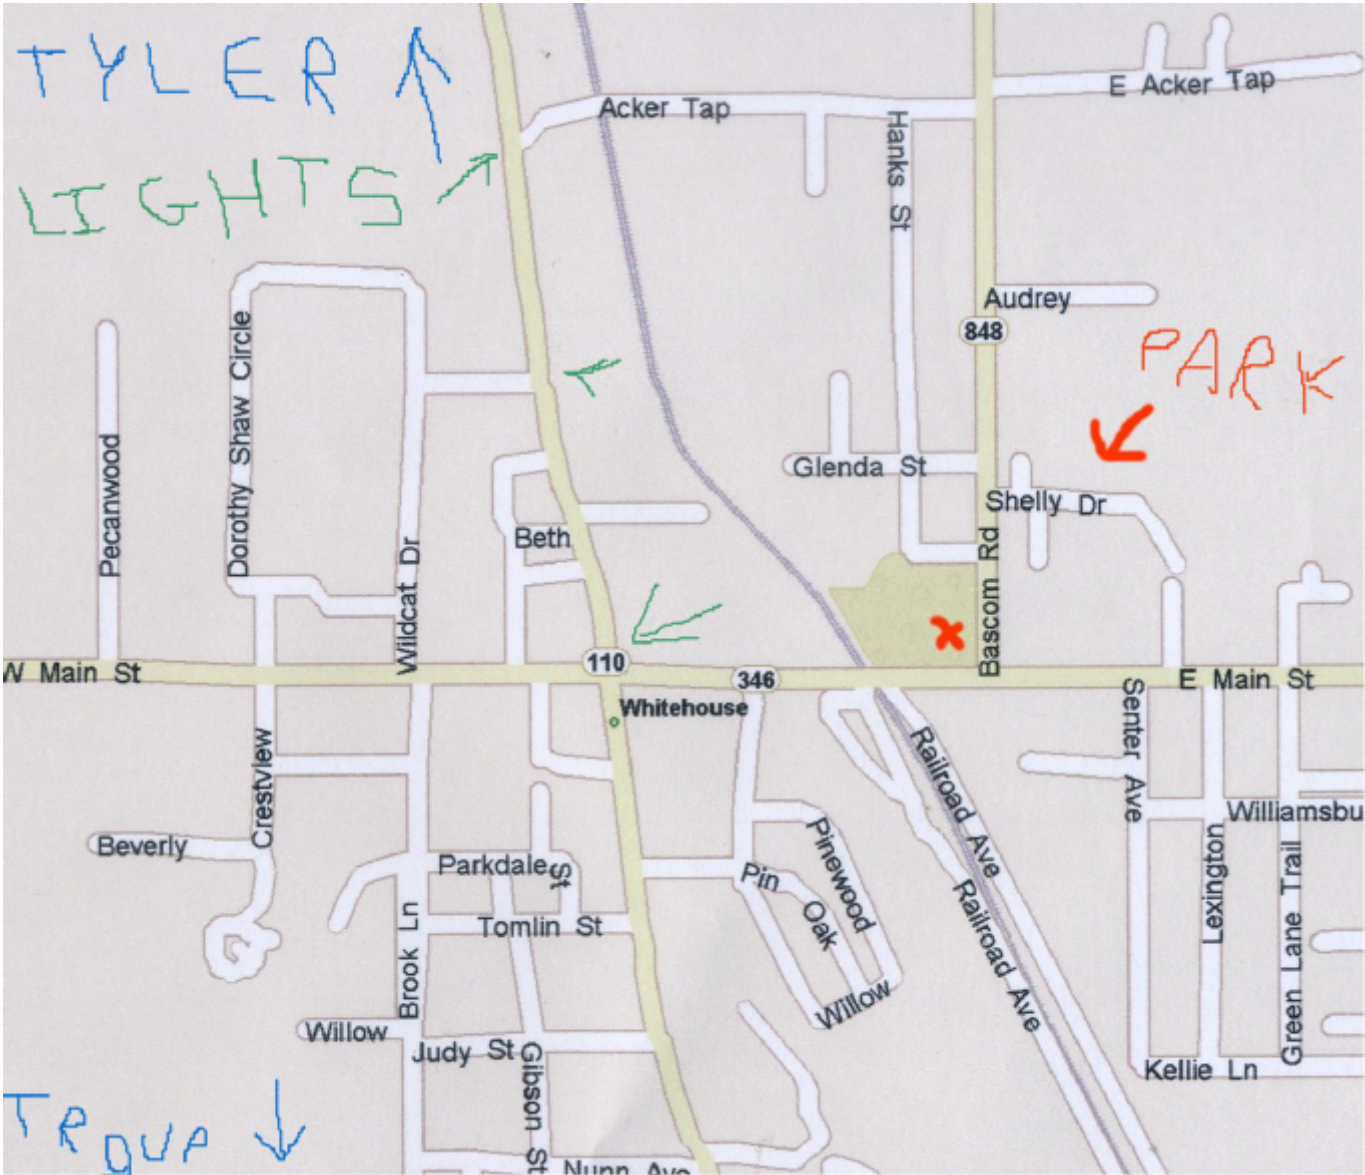 TYLER
Acker Tap
E Acker Tap
LIGHTS
Hanks St
Audrey
848
PARK
Dorothy Shaw Circle
Pecanwood
Glenda St
Shelly Dr
Beth
Wildcat Dr
Bascom Rd
110
W Main St
346
E Main St
Whitehouse
Senter Ave
Crestview
Railroad Ave
Williamsbu
Beverly
Parkdale St
Pinewood
Pin Oak
Lexington
Green Lane Trail
Tomlin St
Brook Ln
Railroad Ave
Willow
Willow
Judy St
Gibson St
Kellie Ln
TROUP
Nunn Ave